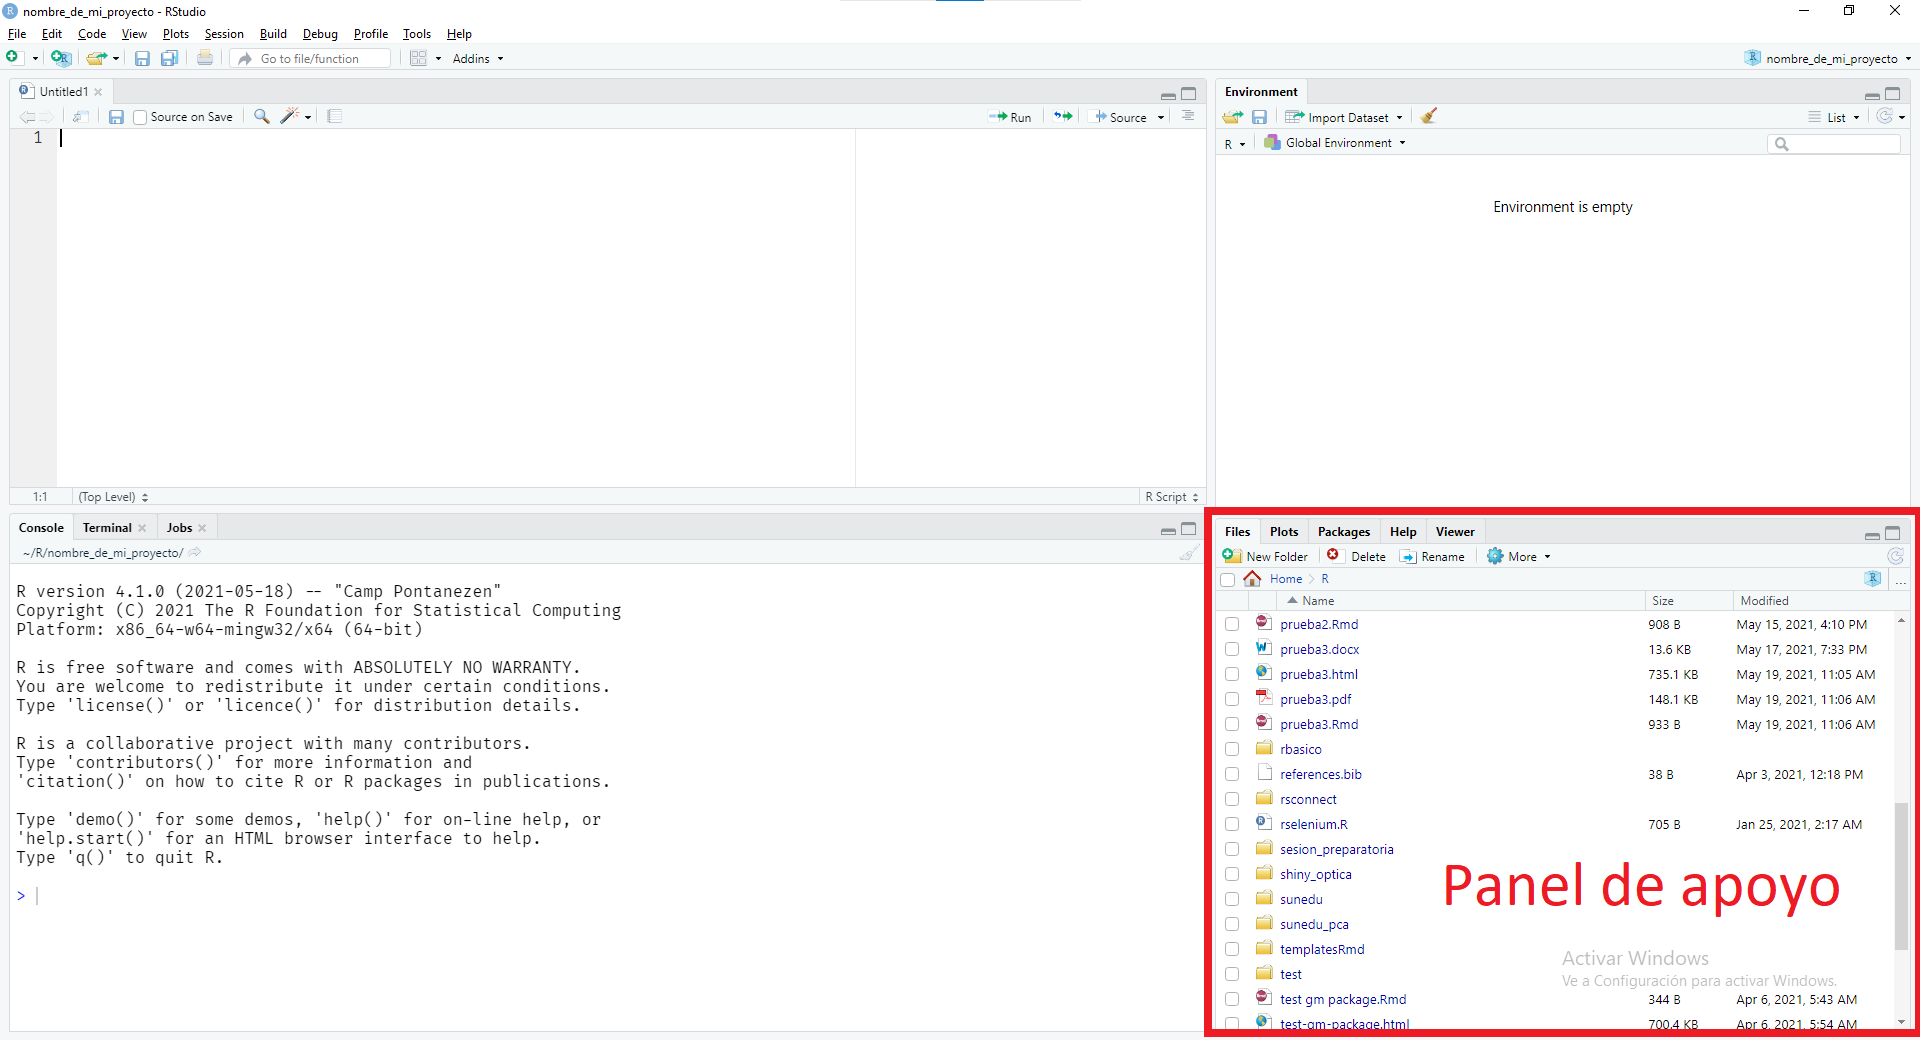 nombre_de_mi_proyecto - RStudio
File Edit Code View Plots Session Build Debug Profile Tools Help
Go to file/function Addins nombre_de_mi_proyecto
Untitled1
Source on Save Run Source
1
1:1 (Top Level) R Script
Environment
Import Dataset List
R Global Environment
Environment is empty
Console Terminal Jobs
~/R/nombre_de_mi_proyecto/
R version 4.1.0 (2021-05-18) -- "Camp Pontanezen"
Copyright (C) 2021 The R Foundation for Statistical Computing
Platform: x86_64-w64-mingw32/x64 (64-bit)
R is free software and comes with ABSOLUTELY NO WARRANTY.
You are welcome to redistribute it under certain conditions.
Type 'license()' or 'licence()' for distribution details.
R is a collaborative project with many contributors.
Type 'contributors()' for more information and
'citation()' on how to cite R or R packages in publications.
Type 'demo()' for some demos, 'help()' for on-line help, or
'help.start()' for an HTML browser interface to help.
Type 'q()' to quit R.
>
Files Plots Packages Help Viewer
New Folder Delete Rename More
Home R ...
Name Size Modified
prueba2.Rmd 908 B May 15, 2021, 4:10 PM
prueba3.docx 13.6 KB May 17, 2021, 7:33 PM
prueba3.html 735.1 KB May 19, 2021, 11:05 AM
prueba3.pdf 148.1 KB May 19, 2021, 11:06 AM
prueba3.Rmd 933 B May 19, 2021, 11:06 AM
rbasico
references.bib 38 B Apr 3, 2021, 12:18 PM
rsconnect
rselenium.R 705 B Jan 25, 2021, 2:17 AM
sesion_preparatoria
shiny_optica
sunedu
sunedu_pca
templatesRmd
test
test gm package.Rmd 344 B Apr 6, 2021, 5:43 AM
test-gm-package.html 700.4 KB Apr 6, 2021, 5:54 AM
Panel de apoyo
Activar Windows
Ve a Configuración para activar Windows.